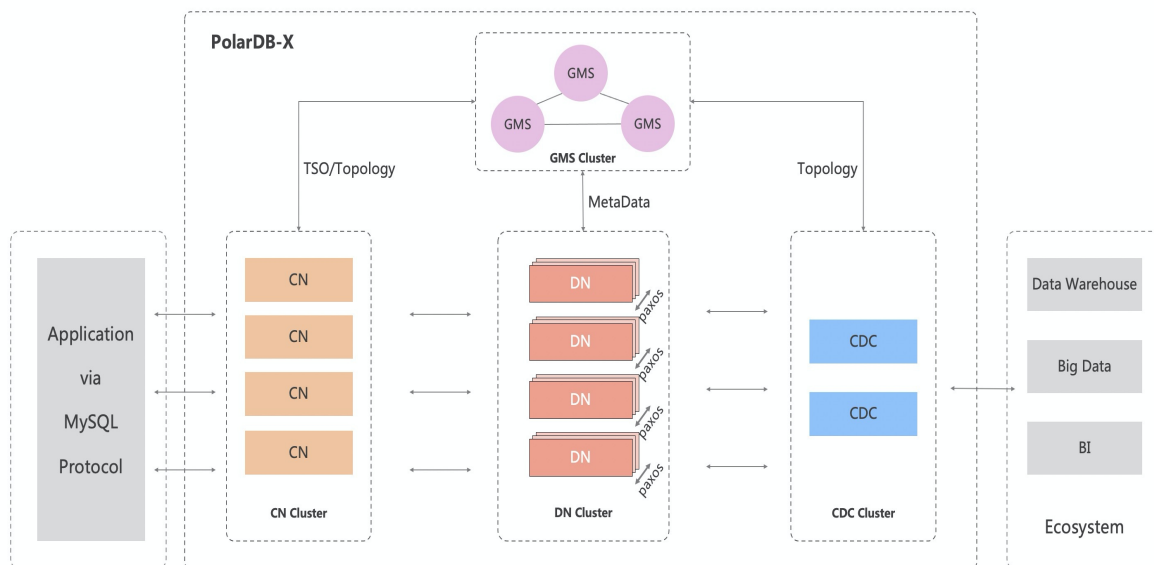 PolarDB-X
GMS
GMS
GMS
GMS Cluster
TSO/Topology
Topology
MetaData
Application
via
MySQL
Protocol
CN
CN
CN
CN
CN Cluster
DN
paxos
DN
paxos
DN
paxos
DN
paxos
DN Cluster
CDC
CDC
CDC Cluster
Data Warehouse
Big Data
BI
Ecosystem